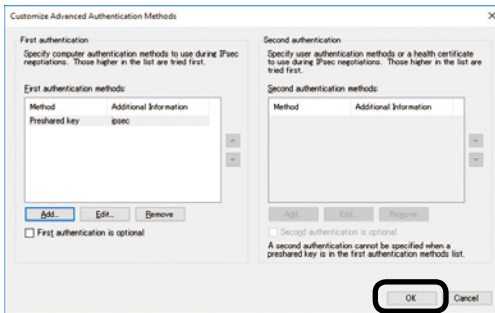 Customize Advanced Authentication Methods
First authentication
Specify computer authentication methods to use during IPsec
negotiations. Those higher in the list are tried first.
First authentication methods:
Method Additional Information
Preshared key ipsec
Add... Edit... Remove
First authentication is optional
Second authentication
Specify user authentication methods or a health certificate
to use during IPsec negotiations. Those higher in the list are
tried first.
Second authentication methods:
Method Additional Information
Add... Edit... Remove
Second authentication is optional
A second authentication cannot be specified when a
preshared key is in the first authentication methods list.
OK Cancel